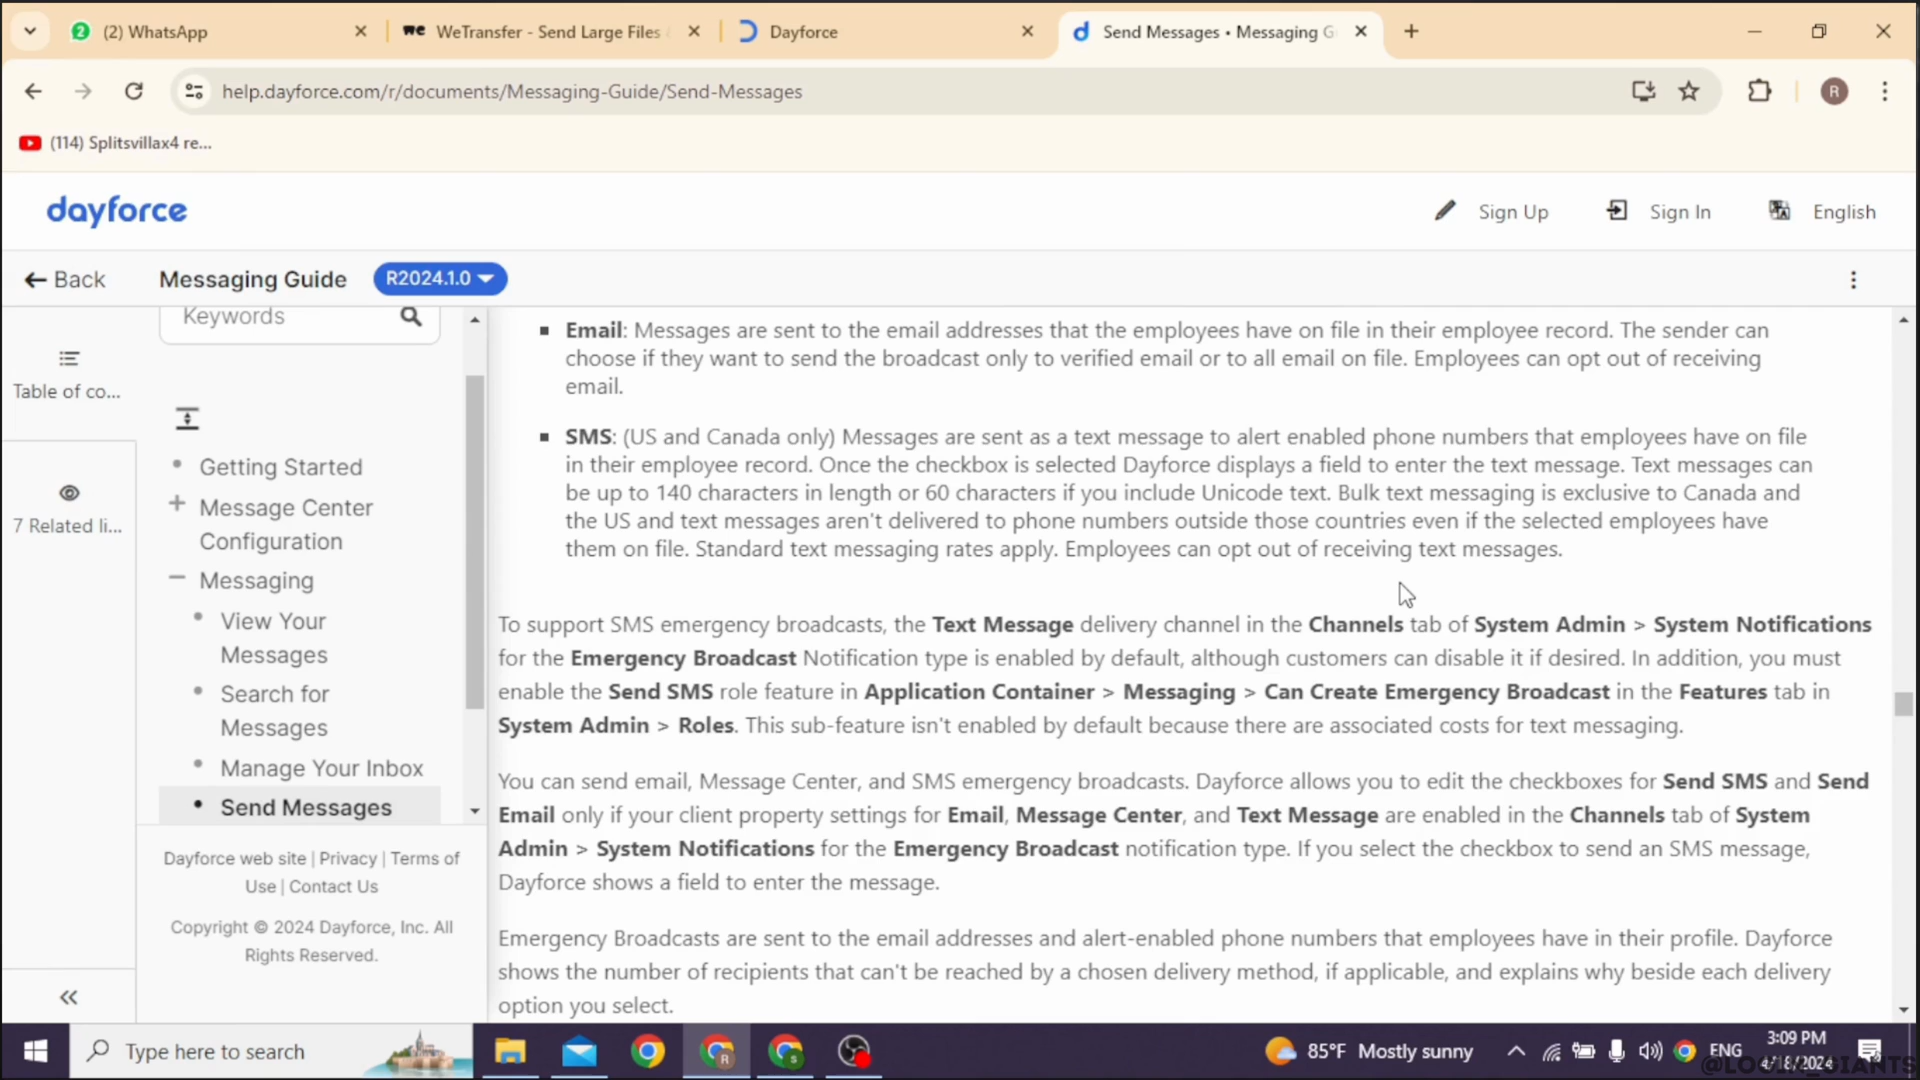 (2) WhatsApp
we WeTransfer - Send Large Files
Dayforce
Send Messages • Messaging G
help.dayforce.com/r/documents/Messaging-Guide/Send-Messages
R
(114) Splitsvillax4 re...
dayforce
Sign Up
Sign In
English
Back
Messaging Guide
R2024.1.0
Keywords
Table of co...
7 Related li...
Getting Started
Message Center
Configuration
Messaging
View Your
Messages
Search for
Messages
Manage Your Inbox
Send Messages
Dayforce web site | Privacy | Terms of
Use | Contact Us
Copyright © 2024 Dayforce, Inc. All
Rights Reserved.
Email: Messages are sent to the email addresses that the employees have on file in their employee record. The sender can
choose if they want to send the broadcast only to verified email or to all email on file. Employees can opt out of receiving
email.
SMS: (US and Canada only) Messages are sent as a text message to alert enabled phone numbers that employees have on file
in their employee record. Once the checkbox is selected Dayforce displays a field to enter the text message. Text messages can
be up to 140 characters in length or 60 characters if you include Unicode text. Bulk text messaging is exclusive to Canada and
the US and text messages aren't delivered to phone numbers outside those countries even if the selected employees have
them on file. Standard text messaging rates apply. Employees can opt out of receiving text messages.
To support SMS emergency broadcasts, the Text Message delivery channel in the Channels tab of System Admin > System Notifications
for the Emergency Broadcast Notification type is enabled by default, although customers can disable it if desired. In addition, you must
enable the Send SMS role feature in Application Container > Messaging > Can Create Emergency Broadcast in the Features tab in
System Admin > Roles. This sub-feature isn't enabled by default because there are associated costs for text messaging.
You can send email, Message Center, and SMS emergency broadcasts. Dayforce allows you to edit the checkboxes for Send SMS and Send
Email only if your client property settings for Email, Message Center, and Text Message are enabled in the Channels tab of System
Admin > System Notifications for the Emergency Broadcast notification type. If you select the checkbox to send an SMS message,
Dayforce shows a field to enter the message.
Emergency Broadcasts are sent to the email addresses and alert-enabled phone numbers that employees have in their profile. Dayforce
shows the number of recipients that can't be reached by a chosen delivery method, if applicable, and explains why beside each delivery
option you select.
Type here to search
85°F Mostly sunny
ENG
3:09 PM
4/18/2024
@LOGIN_GIANTS